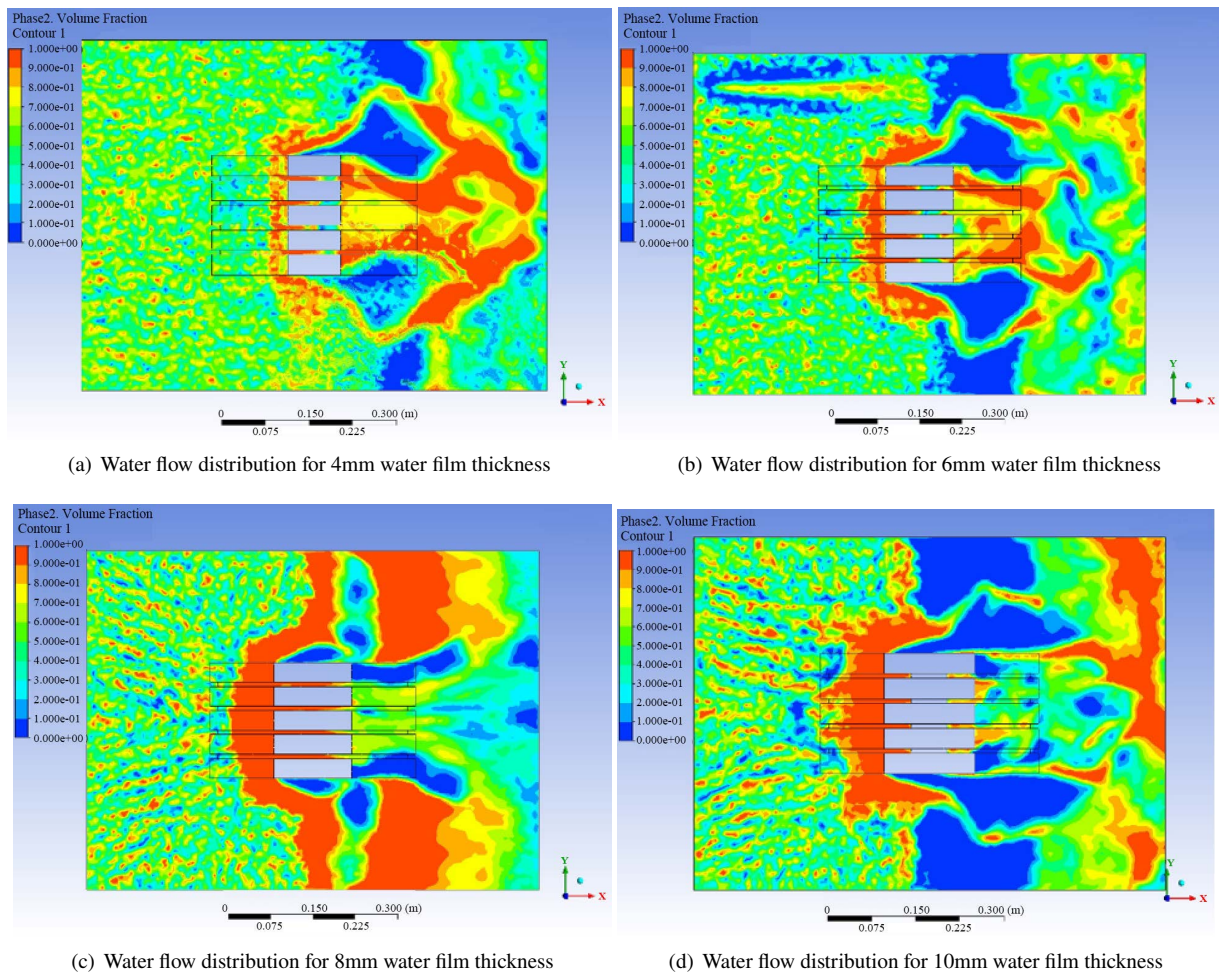 Phase2. Volume Fraction
Contour 1
1.000e+00
9.000e-01
8.000e-01
7.000e-01
6.000e-01
5.000e-01
4.000e-01
3.000e-01
2.000e-01
1.000e-01
0.000e+00
Y
X
0 0.150 0.300 (m)
0.075 0.225
(a) Water flow distribution for 4mm water film thickness
Phase2. Volume Fraction
Contour 1
1.000e+00
9.000e-01
8.000e-01
7.000e-01
6.000e-01
5.000e-01
4.000e-01
3.000e-01
2.000e-01
1.000e-01
0.000e+00
Y
X
0 0.150 0.300 (m)
0.075 0.225
(b) Water flow distribution for 6mm water film thickness
Phase2. Volume Fraction
Contour 1
1.000e+00
9.000e-01
8.000e-01
7.000e-01
6.000e-01
5.000e-01
4.000e-01
3.000e-01
2.000e-01
1.000e-01
0.000e+00
Y
X
0 0.150 0.300 (m)
0.075 0.225
(c) Water flow distribution for 8mm water film thickness
Phase2. Volume Fraction
Contour 1
1.000e+00
9.000e-01
8.000e-01
7.000e-01
6.000e-01
5.000e-01
4.000e-01
3.000e-01
2.000e-01
1.000e-01
0.000e+00
Y
X
0 0.150 0.300 (m)
0.075 0.225
(d) Water flow distribution for 10mm water film thickness